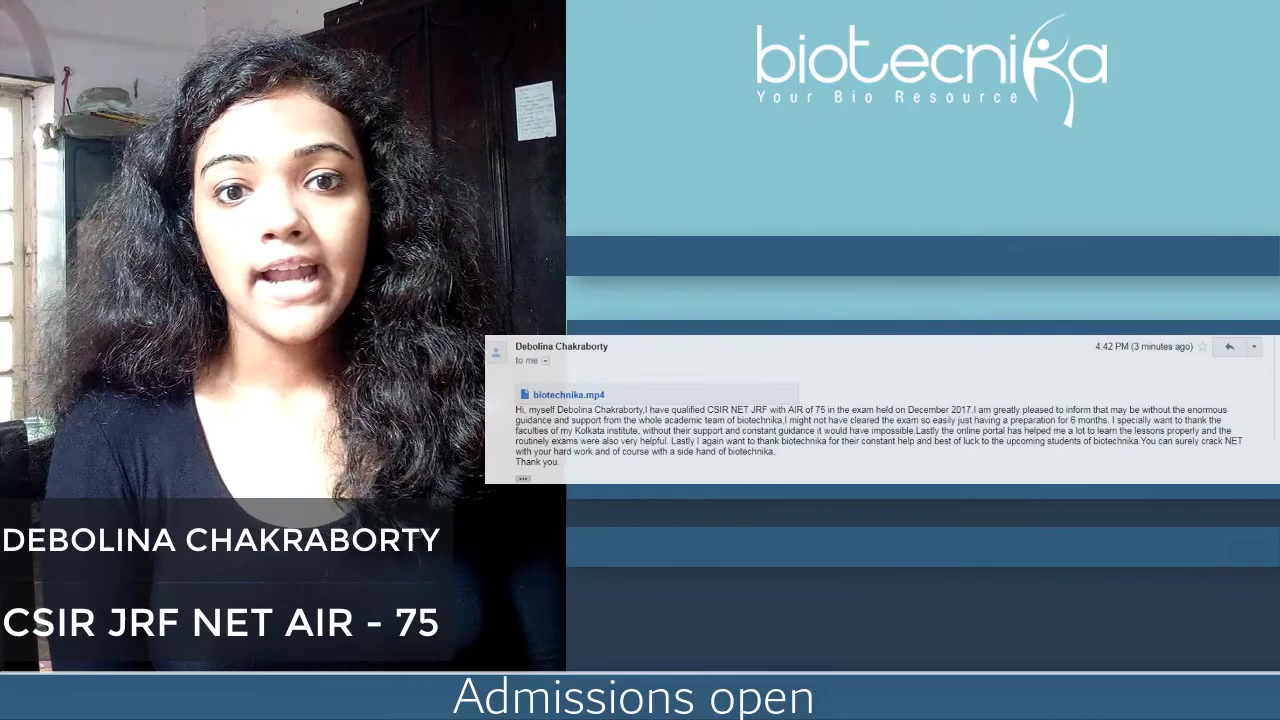 biotecnika
Your Bio Resource
Debolina Chakraborty
4:42 PM (3 minutes ago)
to me
biotechnika.mp4
Hi, myself Debolina Chakraborty,I have qualified CSIR NET JRF with AIR of 75 in the exam held on December 2017.I am greatly pleased to inform that may be without the enormous
guidance and support from the whole academic team of biotechnika,I might not have cleared the exam so easily just having a preparation for 6 months. I specially want to thank the
faculties of my Kolkata institute, without their support and constant guidance it would have impossible.Lastly the online portal has helped me a lot to learn the lessons properly and the
routinely exams were also very helpful. Lastly I again want to thank biotechnika for their constant help and best of luck to the upcoming students of biotechnika.You can surely crack NET
with your hard work and of course with a side hand of biotechnika.
Thank you.
DEBOLINA CHAKRABORTY
CSIR JRF NET AIR - 75
Admissions open